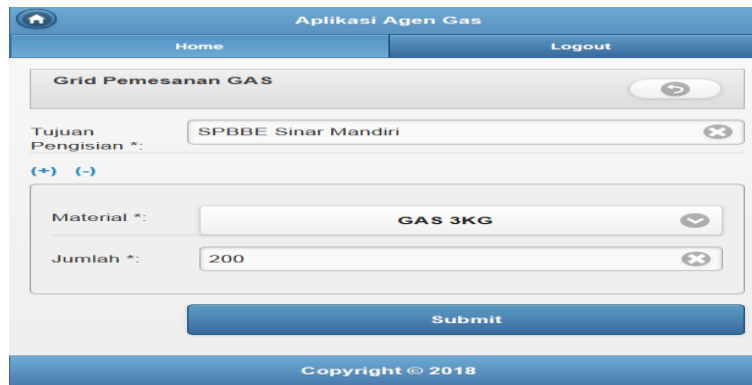 Aplikasi Agen Gas
Home Logout
Grid Pemesanan GAS
Tujuan
Pengisian *:
SPBBE Sinar Mandiri
(+) (-)
Material *: GAS 3KG
Jumlah *: 200
Submit
Copyright © 2018